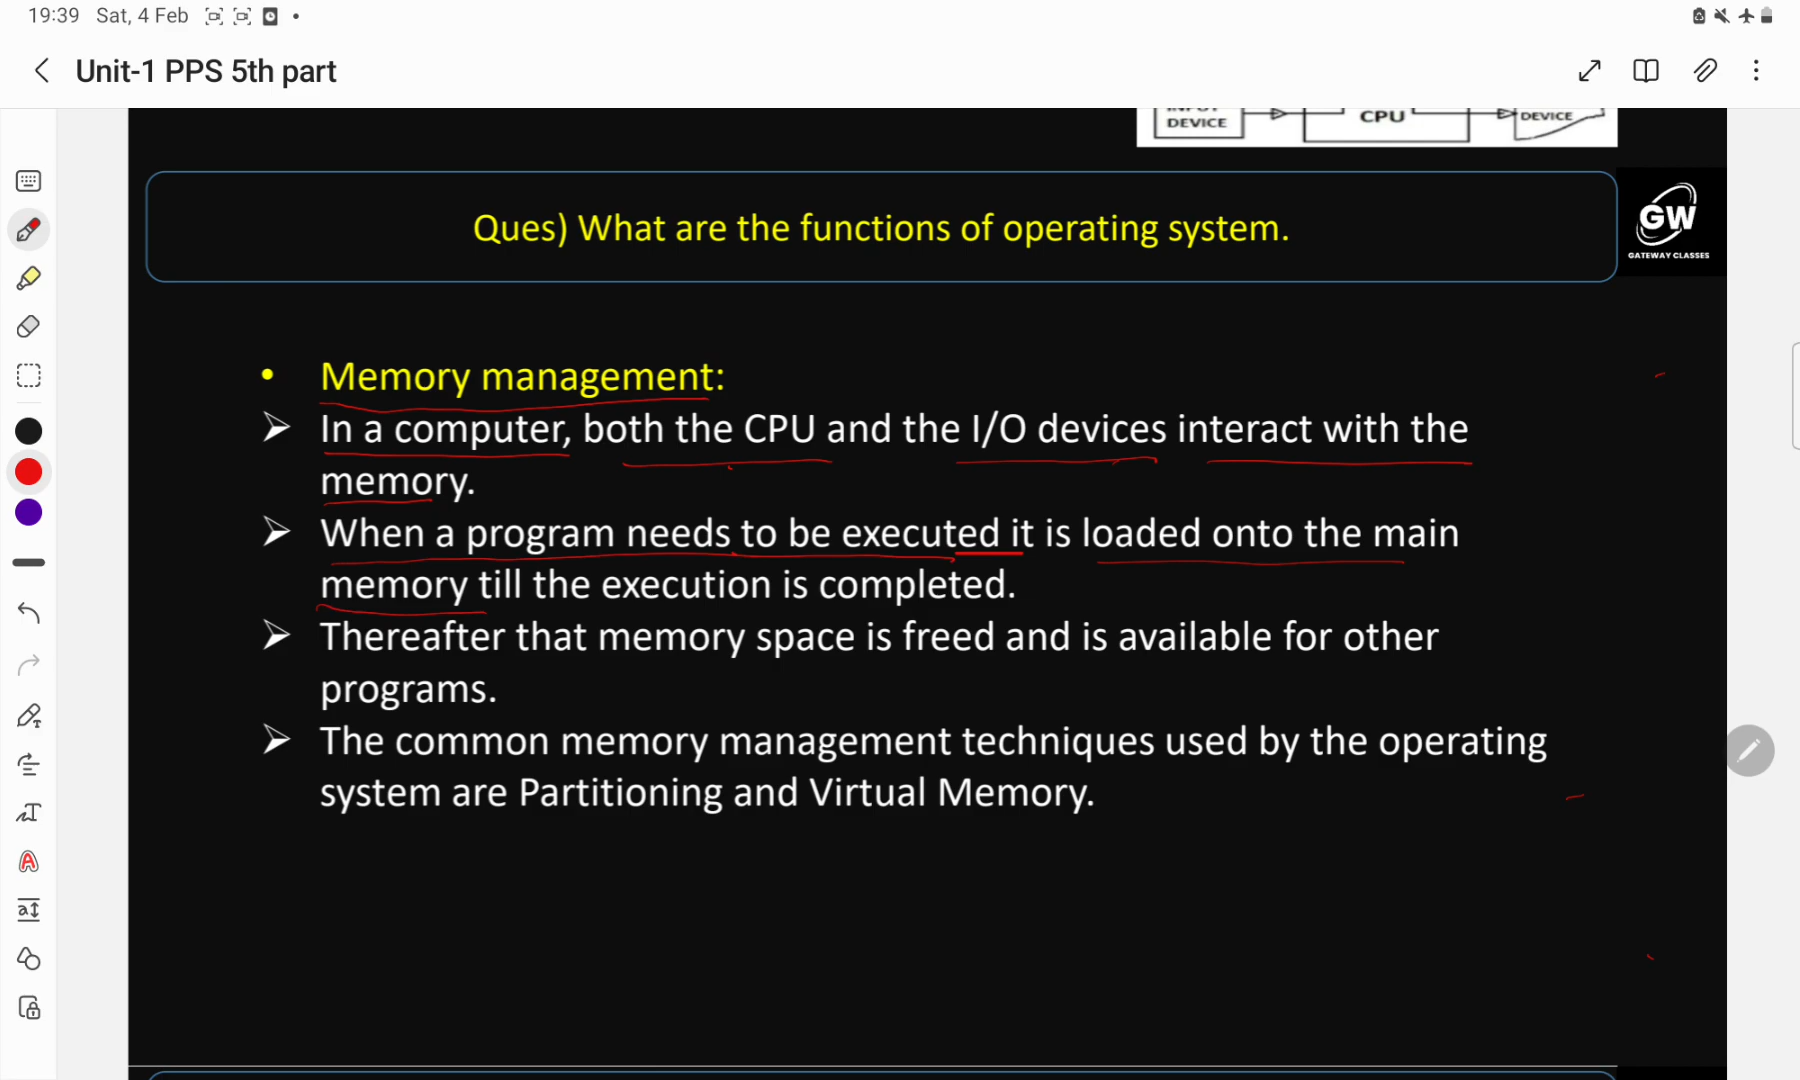 19:39 Sat, 4 Feb
Unit-1 PPS 5th part
DEVICE
CPU
DEVICE
Ques) What are the functions of operating system.
GW
GATEWAY CLASSES
• Memory management:
➢ In a computer, both the CPU and the I/O devices interact with the
memory.
➢ When a program needs to be executed it is loaded onto the main
memory till the execution is completed.
➢ Thereafter that memory space is freed and is available for other
programs.
➢ The common memory management techniques used by the operating
system are Partitioning and Virtual Memory.